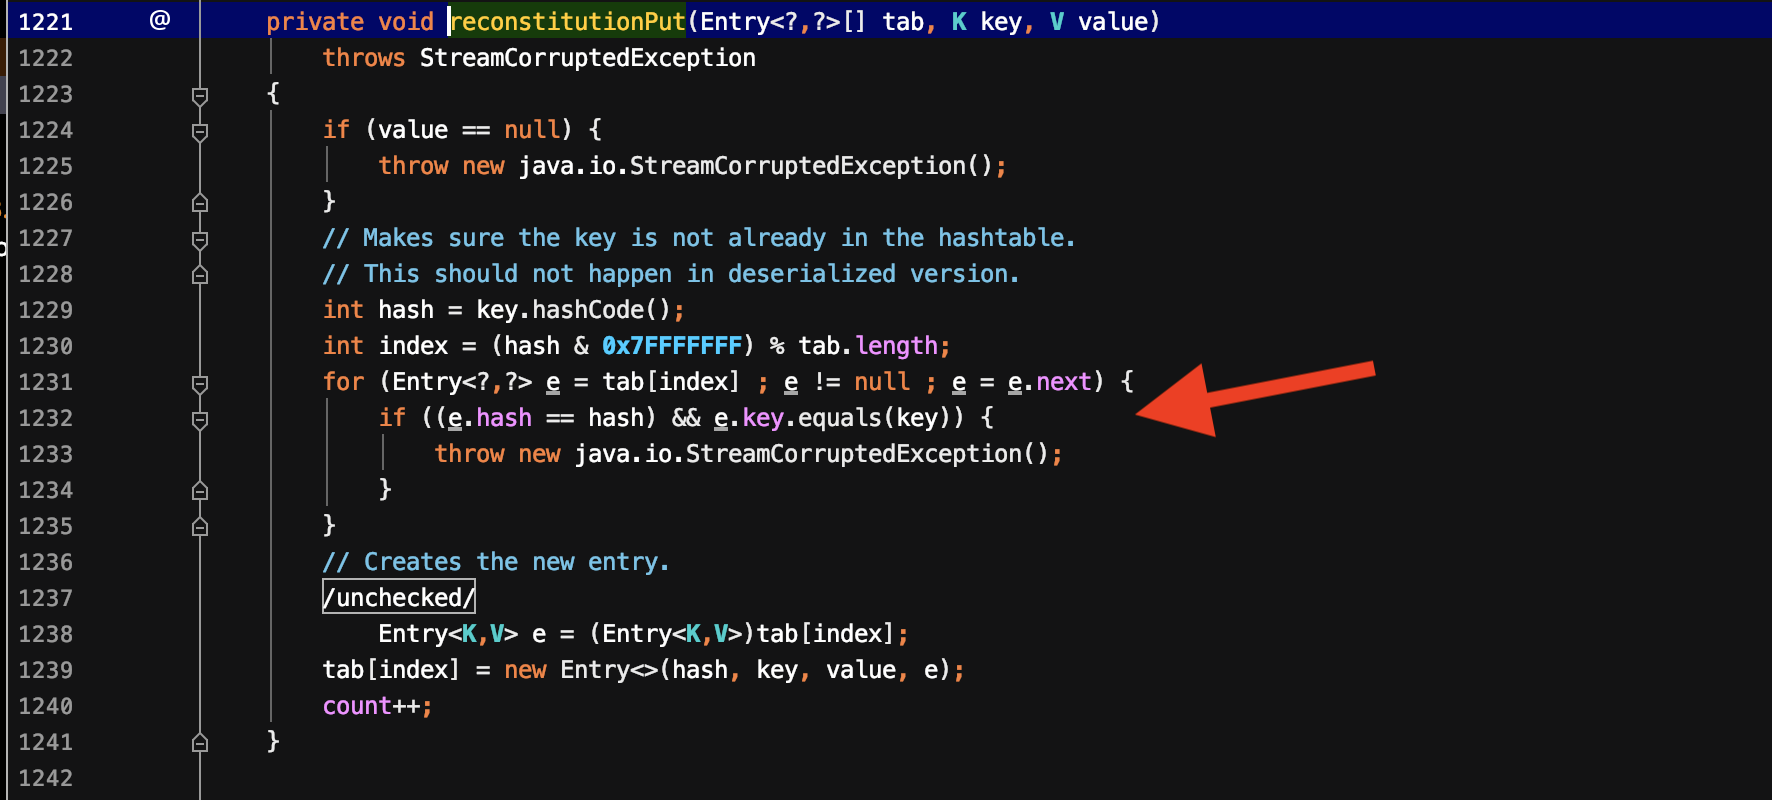 1221 @ private void reconstitutionPut(Entry<?,?>[] tab, K key, V value)
1222 throws StreamCorruptedException
1223 {
1224 if (value == null) {
1225 throw new java.io.StreamCorruptedException();
1226 }
1227 // Makes sure the key is not already in the hashtable.
1228 // This should not happen in deserialized version.
1229 int hash = key.hashCode();
1230 int index = (hash & 0x7FFFFFFF) % tab.length;
1231 for (Entry<?,?> e = tab[index] ; e != null ; e = e.next) {
1232 if ((e.hash == hash) && e.key.equals(key)) {
1233 throw new java.io.StreamCorruptedException();
1234 }
1235 }
1236 // Creates the new entry.
1237 /unchecked/
1238 Entry<K,V> e = (Entry<K,V>)tab[index];
1239 tab[index] = new Entry<>(hash, key, value, e);
1240 count++;
1241 }
1242